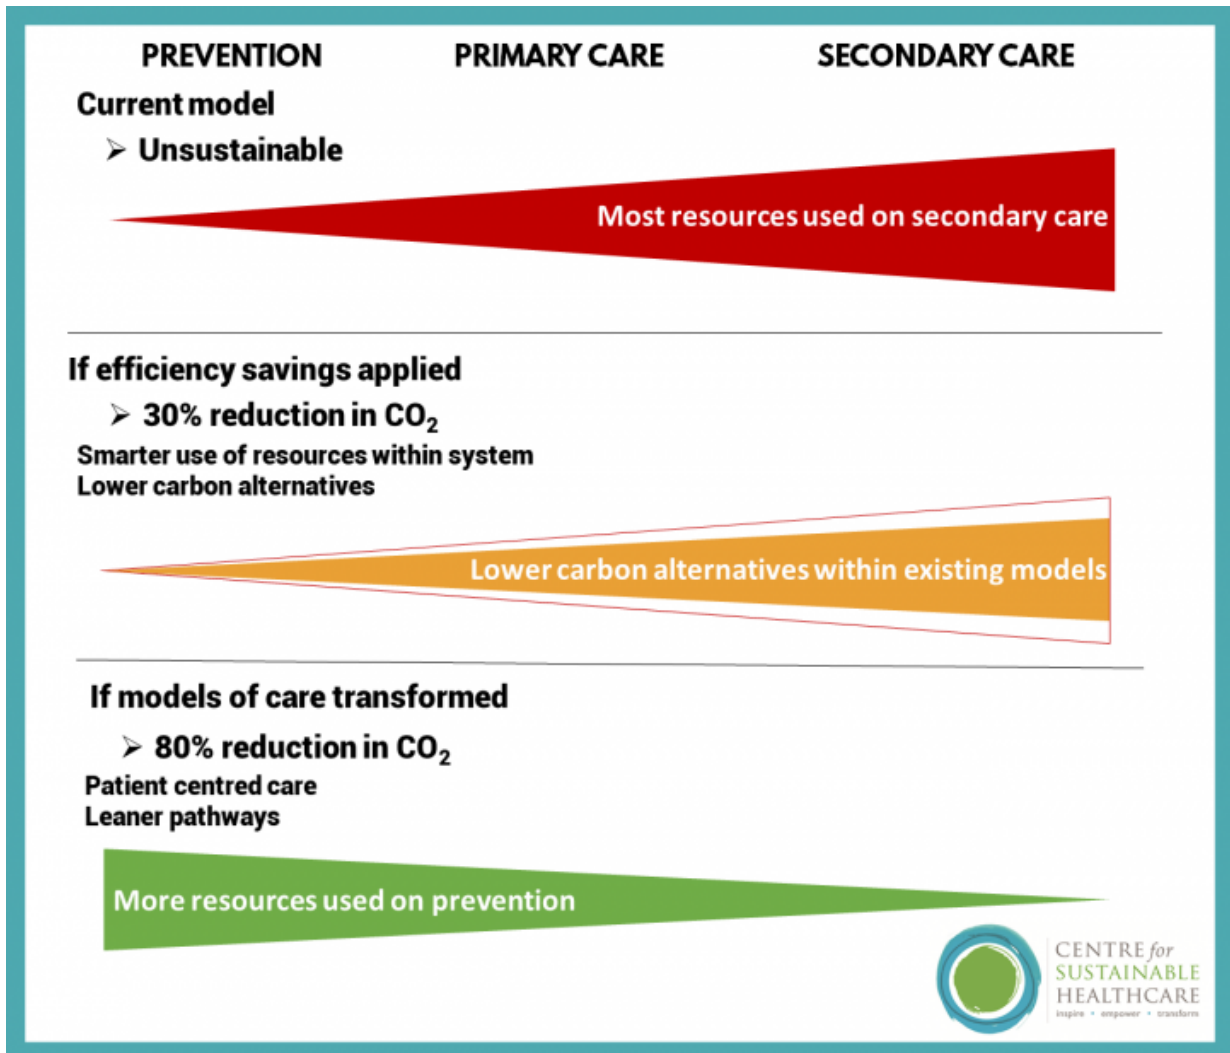 PREVENTION PRIMARY CARE SECONDARY CARE
Current model
➢ Unsustainable
Most resources used on secondary care
If efficiency savings applied
➢ 30% reduction in CO₂
Smarter use of resources within system
Lower carbon alternatives
Lower carbon alternatives within existing models
If models of care transformed
➢ 80% reduction in CO₂
Patient centred care
Leaner pathways
More resources used on prevention
CENTRE for
SUSTAINABLE
HEALTHCARE
inspire • empower • transform